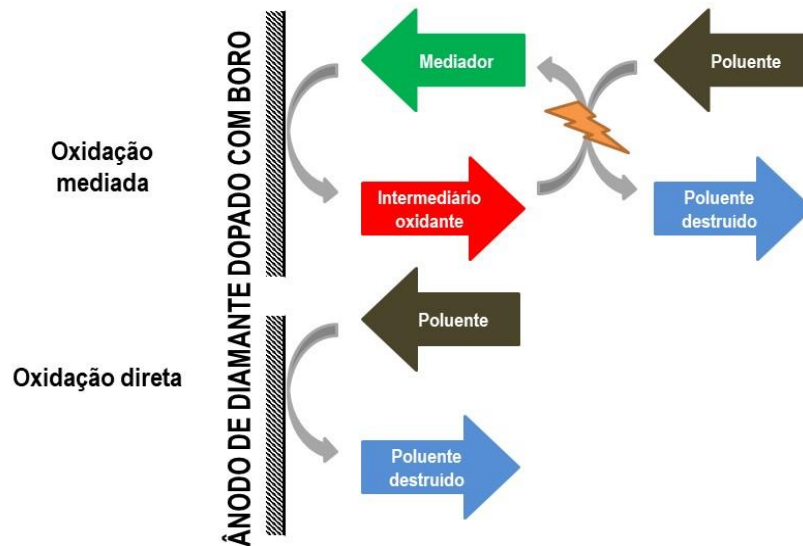 ÂNODO DE DIAMANTE DOPADO COM BORO
Oxidação
mediada
Mediador
Poluente
Intermediário
oxidante
Poluente
destruído
Oxidação direta
Poluente
Poluente
destruído